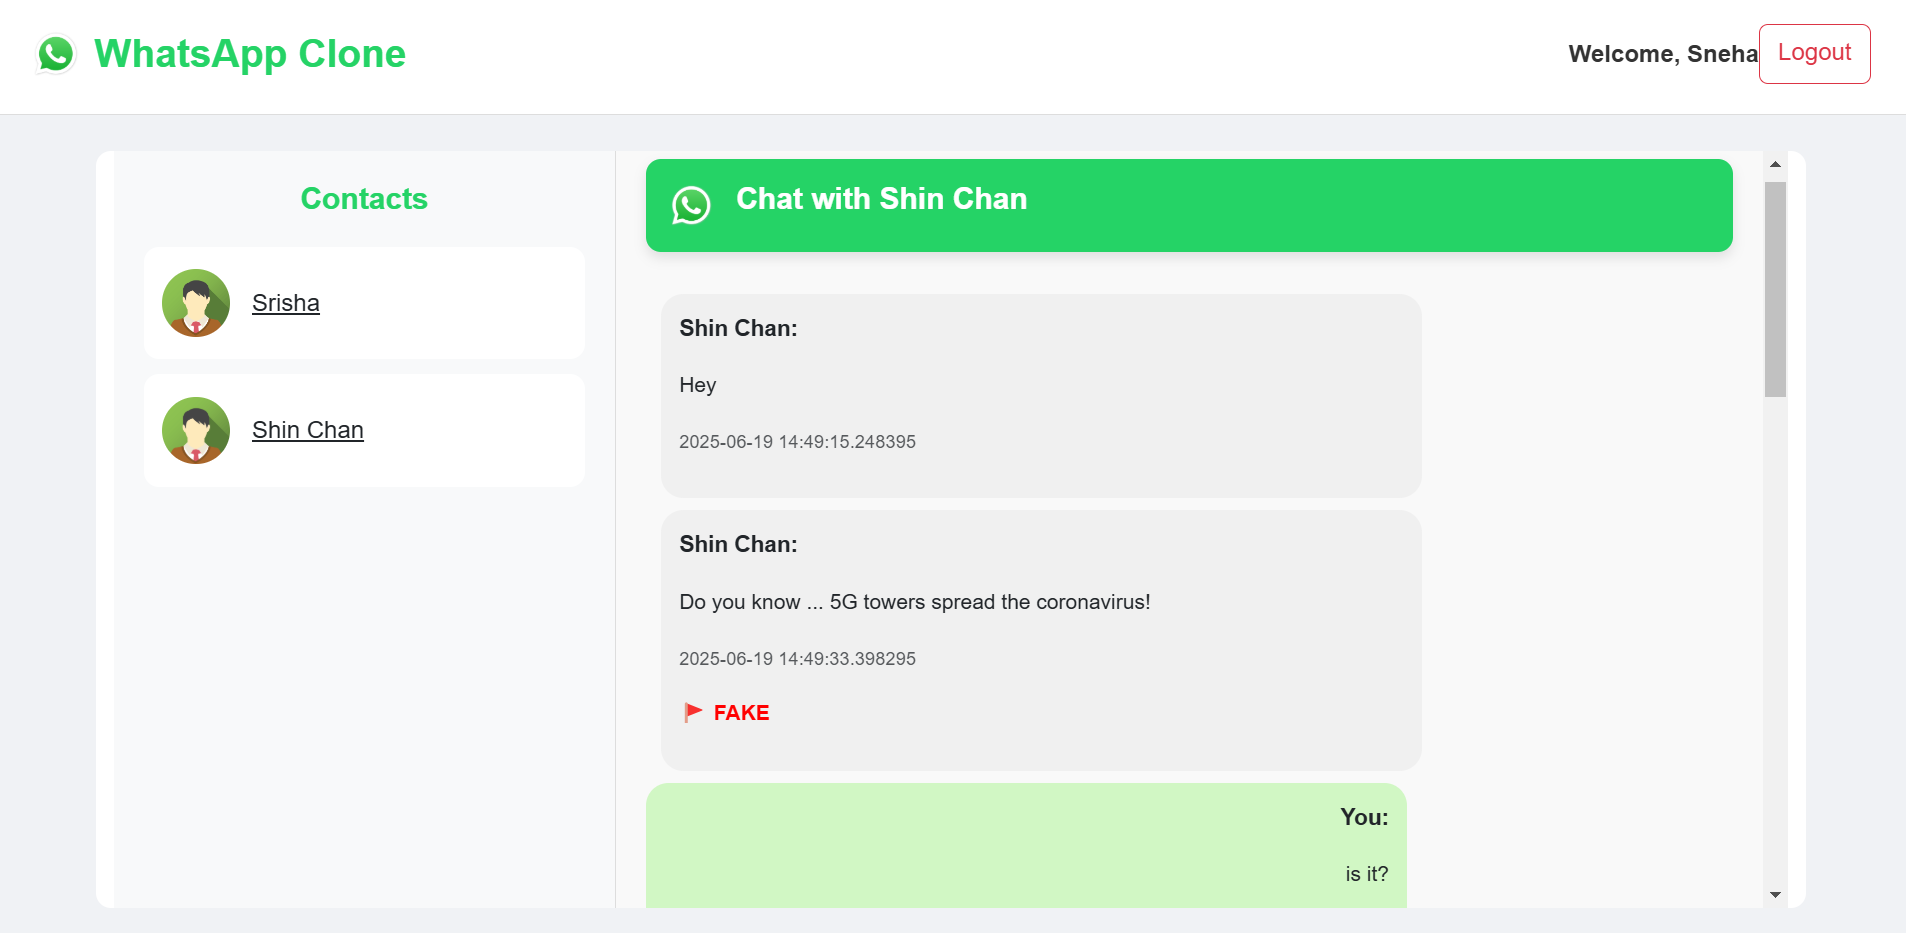 WhatsApp Clone
Welcome, Sneha
Logout
Contacts
Srisha
Shin Chan
Chat with Shin Chan
Shin Chan:
Hey
2025-06-19 14:49:15.248395
Shin Chan:
Do you know ... 5G towers spread the coronavirus!
2025-06-19 14:49:33.398295
FAKE
You:
is it?